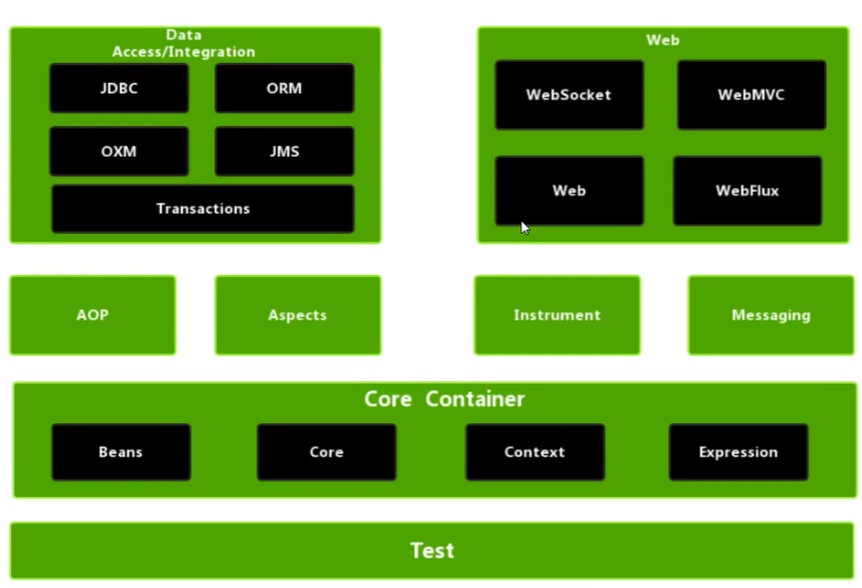 Data
Access/Integration
JDBC
ORM
OXM
JMS
Transactions
Web
WebSocket
WebMVC
Web
WebFlux
AOP
Aspects
Instrument
Messaging
Core Container
Beans
Core
Context
Expression
Test